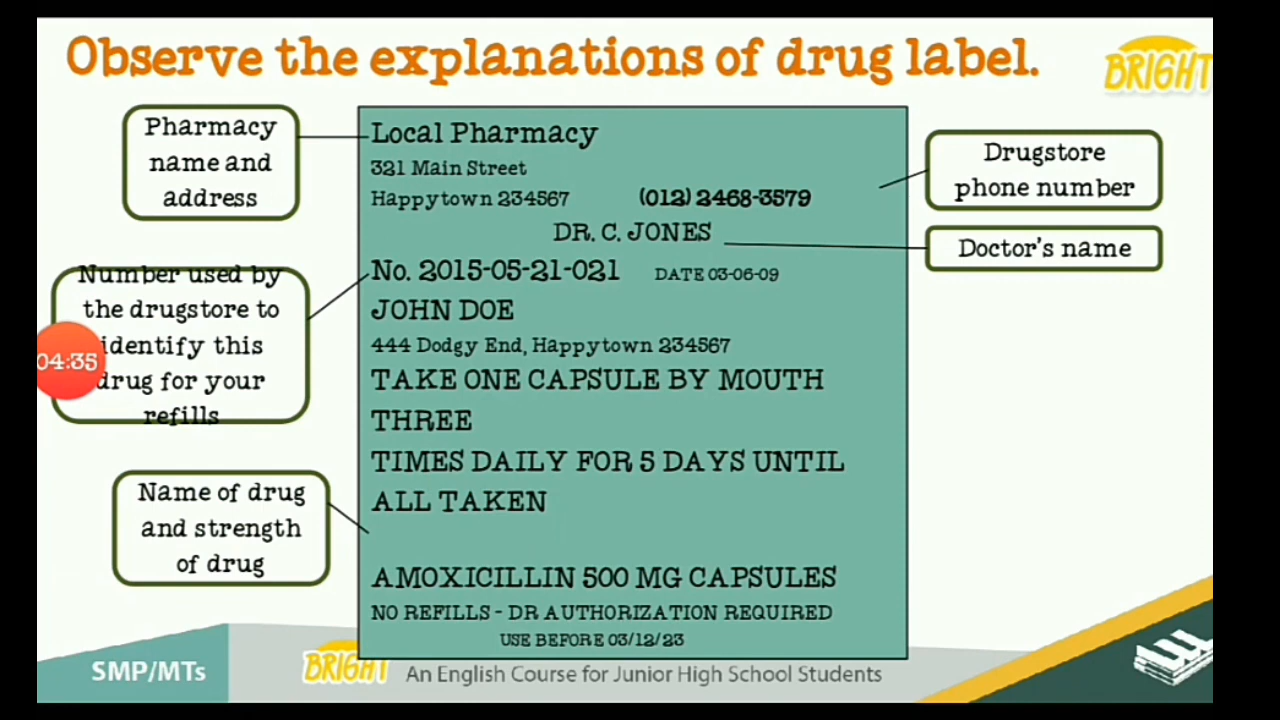 Observe the explanations of drug label.
BRIGHT
Pharmacy
name and
address
Local Pharmacy
321 Main Street
Happytown 234567 (012) 2468-3579
DR. C. JONES
Drugstore
phone number
Doctor's name
Number used by
the drugstore to
identify this
drug for your
refills
04:35
No. 2015-05-21-021 DATE 03-06-09
JOHN DOE
444 Dodgy End, Happytown 234567
TAKE ONE CAPSULE BY MOUTH
THREE
TIMES DAILY FOR 5 DAYS UNTIL
ALL TAKEN
Name of drug
and strength
of drug
AMOXICILLIN 500 MG CAPSULES
NO REFILLS - DR AUTHORIZATION REQUIRED
USE BEFORE 03/12/23
SMP/MTs
BRIGHT An English Course for Junior High School Students